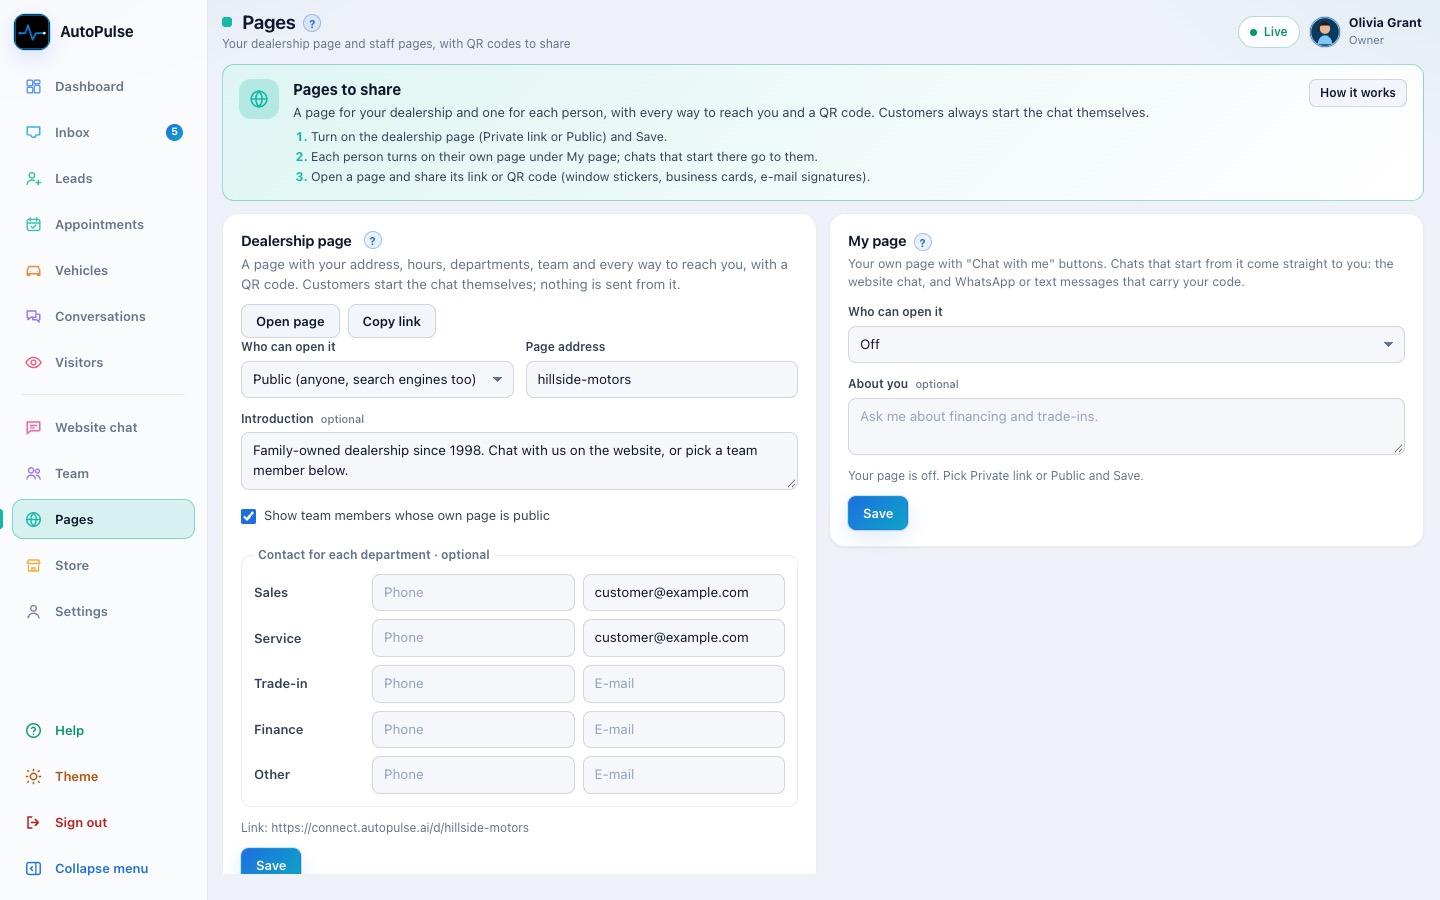 AutoPulse
Dashboard
Inbox 5
Leads
Appointments
Vehicles
Conversations
Visitors
Website chat
Team
Pages
Store
Settings
Help
Theme
Sign out
Collapse menu
Pages ?
Your dealership page and staff pages, with QR codes to share
Live
Olivia Grant
Owner
Pages to share
How it works
A page for your dealership and one for each person, with every way to reach you and a QR code. Customers always start the chat themselves.
1. Turn on the dealership page (Private link or Public) and Save.
2. Each person turns on their own page under My page; chats that start there go to them.
3. Open a page and share its link or QR code (window stickers, business cards, e-mail signatures).
Dealership page ?
A page with your address, hours, departments, team and every way to reach you, with a
QR code. Customers start the chat themselves; nothing is sent from it.
Open page Copy link
Who can open it Page address
Public (anyone, search engines too) hillside-motors
Introduction optional
Family-owned dealership since 1998. Chat with us on the website, or pick a team
member below.
Show team members whose own page is public
Contact for each department · optional
Sales Phone customer@example.com
Service Phone customer@example.com
Trade-in Phone E-mail
Finance Phone E-mail
Other Phone E-mail
Link: https://connect.autopulse.ai/d/hillside-motors
Save
My page ?
Your own page with "Chat with me" buttons. Chats that start from it come straight to you: the
website chat, and WhatsApp or text messages that carry your code.
Who can open it
Off
About you optional
Ask me about financing and trade-ins.
Your page is off. Pick Private link or Public and Save.
Save